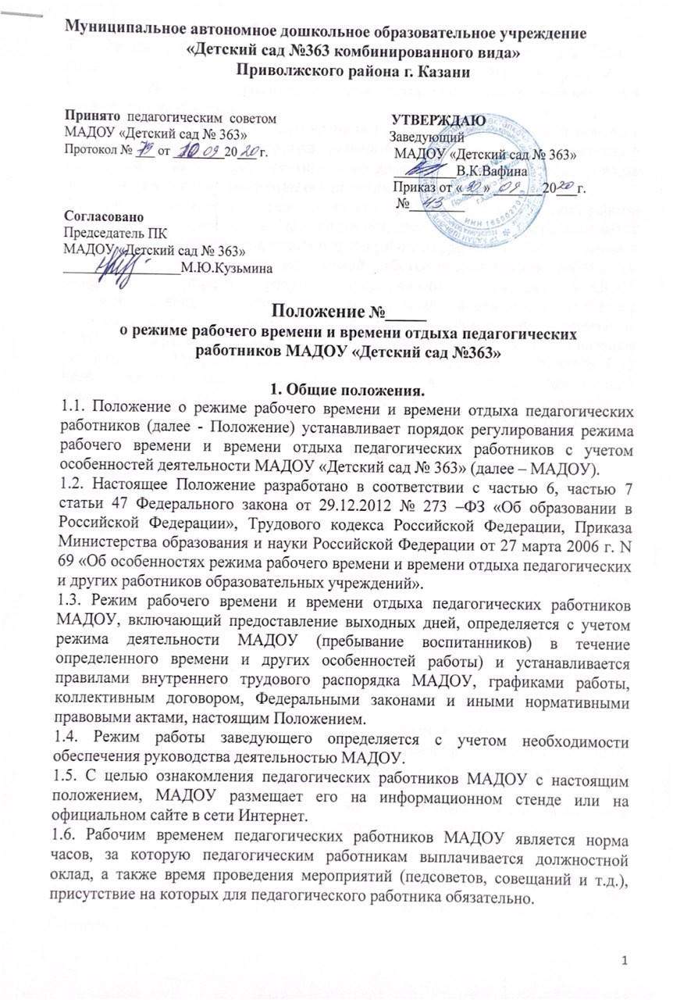 Муниципальное автономное дошкольное образовательное учреждение
«Детский сад №363 комбинированного вида»
Приволжского района г. Казани
Принято педагогическим советом
МАДОУ «Детский сад № 363»
Протокол № от 10 09 2020г.
Согласовано
Председатель ПК
МАДОУ «Детский сад № 363»
М.Ю.Кузьмина
УТВЕРЖДАЮ
Заведующий
МАДОУ «Детский сад № 363»
В.К.Вафина
Приказ от « » 09 2020 г.
№ 43
Положение №_____
о режиме рабочего времени и времени отдыха педагогических
работников МАДОУ «Детский сад №363»
1. Общие положения.
1.1. Положение о режиме рабочего времени и времени отдыха педагогических
работников (далее - Положение) устанавливает порядок регулирования режима
рабочего времени и времени отдыха педагогических работников с учетом
особенностей деятельности МАДОУ «Детский сад № 363» (далее – МАДОУ).
1.2. Настоящее Положение разработано в соответствии с частью 6, частью 7
статьи 47 Федерального закона от 29.12.2012 № 273 –ФЗ «Об образовании в
Российской Федерации», Трудового кодекса Российской Федерации, Приказа
Министерства образования и науки Российской Федерации от 27 марта 2006 г. N
69 «Об особенностях режима рабочего времени и времени отдыха педагогических
и других работников образовательных учреждений».
1.3. Режим рабочего времени и времени отдыха педагогических работников
МАДОУ, включающий предоставление выходных дней, определяется с учетом
режима деятельности МАДОУ (пребывание воспитанников) в течение
определенного времени и других особенностей работы) и устанавливается
правилами внутреннего трудового распорядка МАДОУ, графиками работы,
коллективным договором, Федеральными законами и иными нормативными
правовыми актами, настоящим Положением.
1.4. Режим работы заведующего определяется с учетом необходимости
обеспечения руководства деятельностью МАДОУ.
1.5. С целью ознакомления педагогических работников МАДОУ с настоящим
положением, МАДОУ размещает его на информационном стенде или на
официальном сайте в сети Интернет.
1.6. Рабочим временем педагогических работников МАДОУ является норма
часов, за которую педагогическим работникам выплачивается должностной
оклад, а также время проведения мероприятий (педсоветов, совещаний и т.д.),
присутствие на которых для педагогического работника обязательно.
1